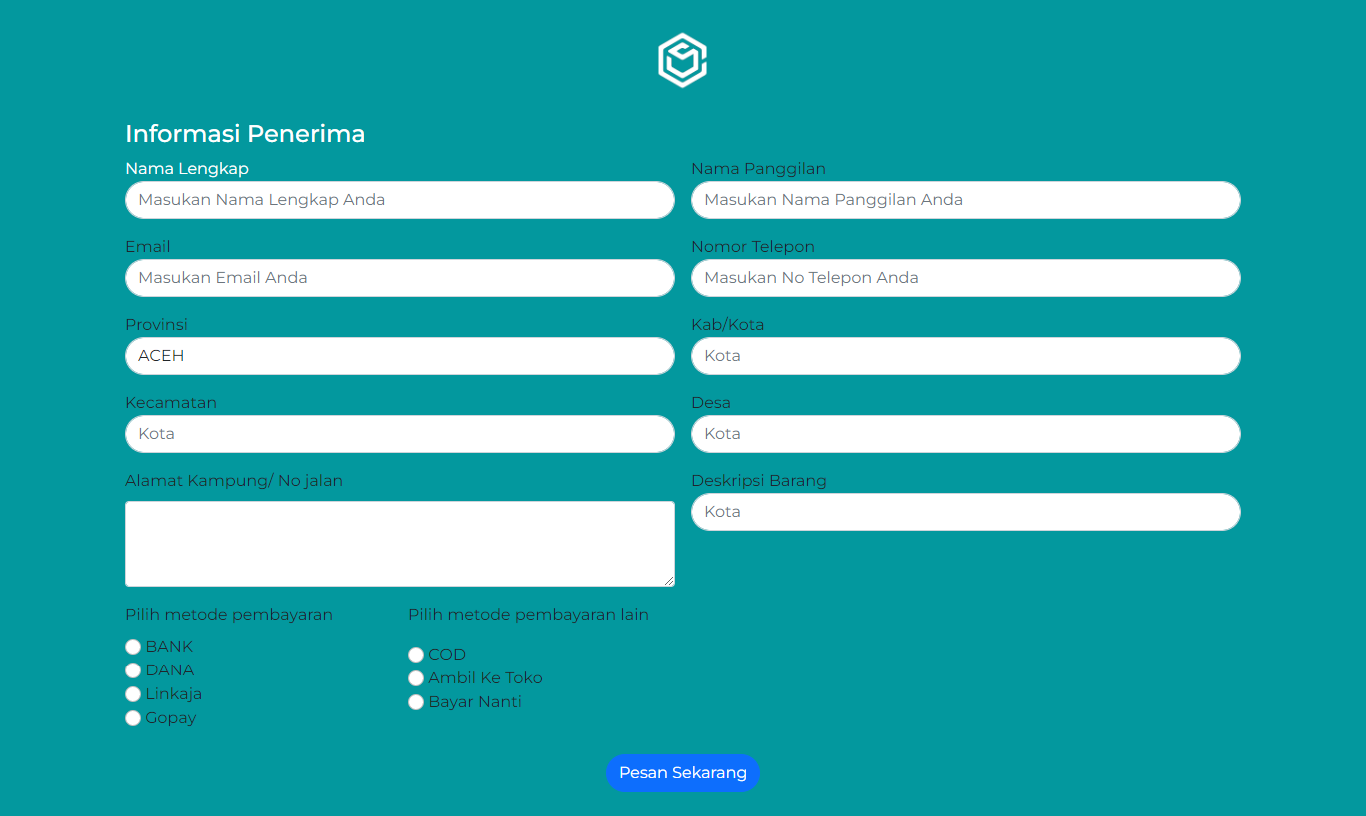 Informasi Penerima
Nama Lengkap
Masukan Nama Lengkap Anda
Nama Panggilan
Masukan Nama Panggilan Anda
Email
Masukan Email Anda
Nomor Telepon
Masukan No Telepon Anda
Provinsi
ACEH
Kab/Kota
Kota
Kecamatan
Kota
Desa
Kota
Alamat Kampung/ No jalan
Deskripsi Barang
Kota
Pilih metode pembayaran
BANK
DANA
Linkaja
Gopay
Pilih metode pembayaran lain
COD
Ambil Ke Toko
Bayar Nanti
Pesan Sekarang